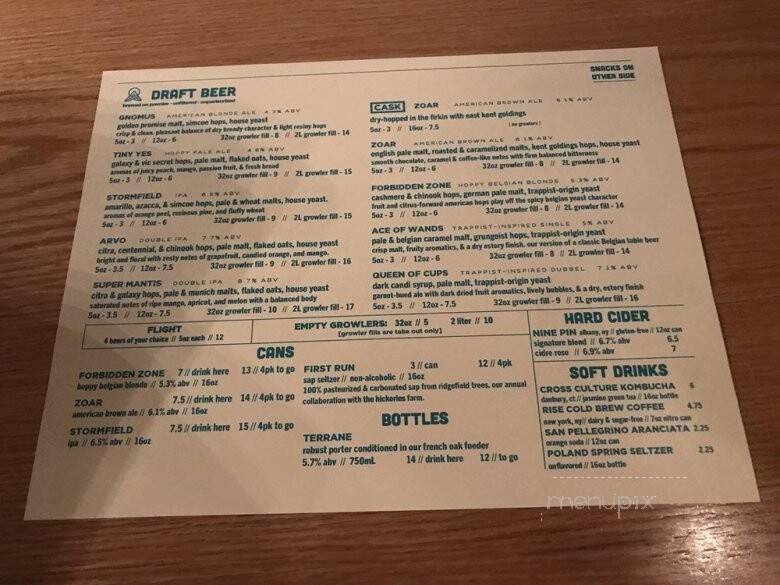 SNACKS ON
OTHER SIDE
DRAFT BEER
brewed on premise - unfiltered - unpasteurized
GNOMUS AMERICAN BLONDE ALE 4.7% ABV
golden promise malt, simcoe hops, house yeast
crisp & clean, pleasant balance of dry bready character & light resiny hops
5oz - 3 // 12oz - 6 32oz growler fill - 8 // 2L growler fill - 14
TINY YES HOPPY PALE ALE 4.8% ABV
galaxy & vic secret hops, pale malt, flaked oats, house yeast
aromas of juicy peach, mango, passion fruit, & fresh bread
5oz - 3 // 12oz - 6 32oz growler fill - 9 // 2L growler fill - 15
STORMFIELD IPA 6.5% ABV
amarillo, azacca, & simcoe hops, pale & wheat malts, house yeast.
aromas of orange peel, resinous pine, and fluffy wheat
5oz - 3 // 12oz - 6 32oz growler fill - 9 // 2L growler fill - 15
ARVO DOUBLE IPA 7.7% ABV
citra, centennial, & chinook hops, pale malt, flaked oats, house yeast
bright and floral with zesty notes of grapefruit, candied orange, and mango.
5oz - 3.5 // 12oz - 7.5 32oz growler fill - 9 // 2L growler fill - 16
SUPER MANTIS DOUBLE IPA 8.7% ABV
citra & galaxy hops, pale & munich malts, flaked oats, house yeast
saturated notes of ripe mango, apricot, and melon with a balanced body
5oz - 3.5 // 12oz - 7.5 32oz growler fill - 10 // 2L growler fill - 17
CASK ZOAR AMERICAN BROWN ALE 6.1% ABV
dry-hopped in the firkin with east kent goldings
5oz - 3 // 16oz - 7.5 (no growlers)
ZOAR AMERICAN BROWN ALE 6.1% ABV
english pale malt, roasted & caramelized malts, kent goldings hops, house yeast
smooth chocolate, caramel & coffee-like notes with firm balanced bitterness
5oz - 3 // 12oz - 6 32oz growler fill - 8 // 2L growler fill - 14
FORBIDDEN ZONE HOPPY BELGIAN BLONDE 5.3% ABV
cashmere & chinook hops, german pale malt, trappist-origin yeast
fruit and citrus-forward american hops play off the spicy belgian yeast character
5oz - 3 // 12oz - 6 32oz growler fill - 8 // 2L growler fill - 14
ACE OF WANDS TRAPPIST-INSPIRED SINGLE 5% ABV
pale & belgian caramel malt, grungeist hops, trappist-origin yeast
crisp malt, fruity aromatics, & a dry estery finish. our version of a classic Belgian table beer
5oz - 3 // 12oz - 6 32oz growler fill - 8 // 2L growler fill - 14
QUEEN OF CUPS TRAPPIST-INSPIRED DUBBEL 7.1% ABV
dark candi syrup, pale malt, trappist-origin yeast
garnet-hued ale with dark dried fruit aromatics, lively bubbles, & a dry, estery finish
5oz - 3.5 // 12oz - 7.5 32oz growler fill - 9 // 2L growler fill - 16
FLIGHT
4 beers of your choice // 5oz each // 12
EMPTY GROWLERS: 32oz // 5 2 liter // 10
[growler fills are take out only]
CANS
FORBIDDEN ZONE 7 // drink here 13 // 4pk to go
hoppy belgian blonde // 5.3% abv // 16oz
ZOAR 7.5 // drink here 14 // 4pk to go
american brown ale // 6.1% abv // 16oz
STORMFIELD 7.5 // drink here 15 // 4pk to go
ipa // 6.5% abv // 16oz
FIRST RUN 3 // can 12 // 4pk
sap seltzer // non-alcoholic // 16oz
100% pasteurized & carbonated sap from ridgefield trees. our annual
collaboration with the hickories farm.
BOTTLES
TERRANE
robust porter conditioned in our french oak foeder
5.7% abv // 750mL 14 // drink here 12 // to go
HARD CIDER
NINE PIN albany, ny // gluten-free // 12oz can
signature blend // 6.7% abv 6.5
cidre rose // 6.9% abv 7
SOFT DRINKS
CROSS CULTURE KOMBUCHA 6
danbury, ct // jasmine green tea // 16oz bottle
RISE COLD BREW COFFEE 4.75
new york, ny // dairy & sugar-free // 7oz nitro can
SAN PELLEGRINO ARANCIATA 2.25
orange soda // 12oz can
POLAND SPRING SELTZER 2.25
unflavored // 16oz bottle
menupix